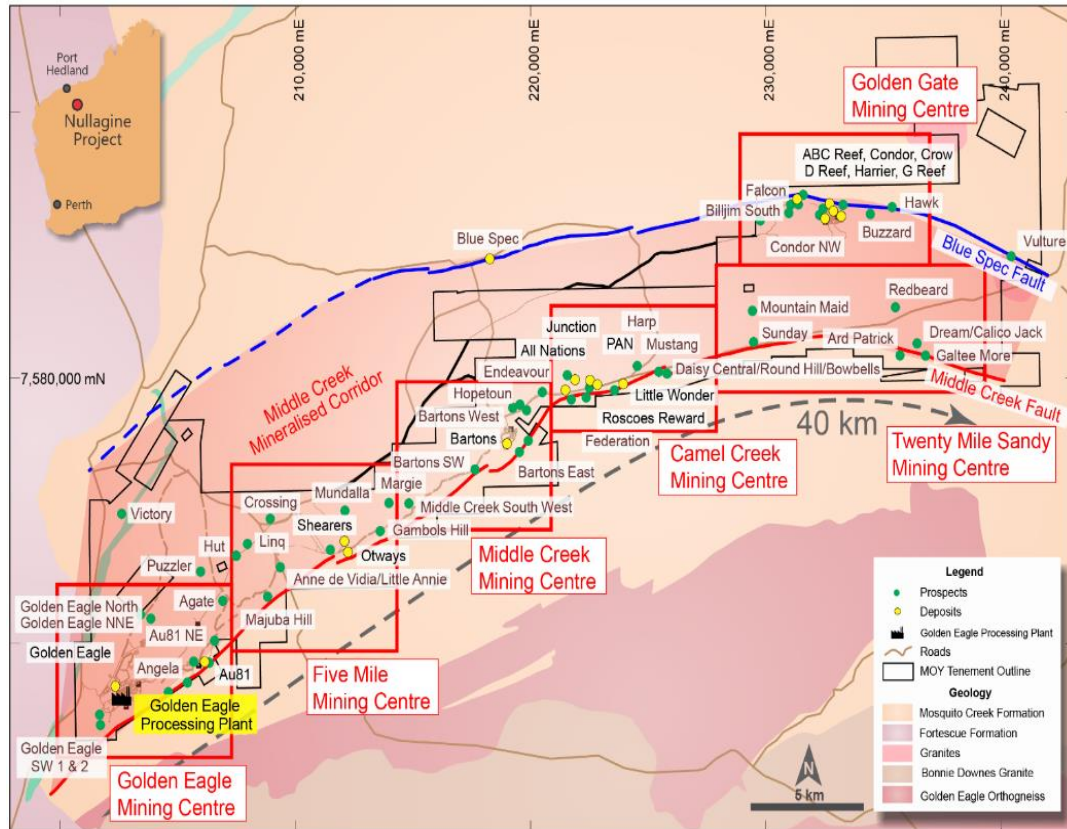 Port
Hedland
Nullagine
Project
Perth
210,000 mE
220,000 mE
230,000 mE
240,000 mE
7,580,000 mN
Golden Gate
Mining Centre
ABC Reef, Condor, Crow
D Reef, Harrier, G Reef
Falcon
Billjim South
Hawk
Buzzard
Condor NW
Vulture
Blue Spec
Blue Spec Fault
Redbeard
Mountain Maid
Sunday
Ard Patrick
Dream/Calico Jack
Galtee More
Middle Creek Fault
Junction
Harp
PAN
Mustang
All Nations
Endeavour
Daisy Central/Round Hill/Bowbells
Little Wonder
Roscoes Reward
Federation
Hopetoun
Bartons West
Bartons
Bartons SW
Bartons East
Middle Creek
Mineralised Corridor
40 km
Twenty Mile Sandy
Mining Centre
Camel Creek
Mining Centre
Middle Creek
Mining Centre
Margie
Mundalla
Crossing
Shearers
Middle Creek South West
Gambols Hill
Linq
Hut
Otways
Victory
Puzzler
Anne de Vidia/Little Annie
Agate
Majuba Hill
Golden Eagle North
Golden Eagle NNE
Au81 NE
Golden Eagle
Angela
Au81
Golden Eagle
Processing Plant
Five Mile
Mining Centre
Golden Eagle
SW 1 & 2
Golden Eagle
Mining Centre
N
5 km
Legend
Prospects
Deposits
Golden Eagle Processing Plant
Roads
MOY Tenement Outline
Geology
Mosquito Creek Formation
Fortescue Formation
Granites
Bonnie Downes Granite
Golden Eagle Orthogneiss